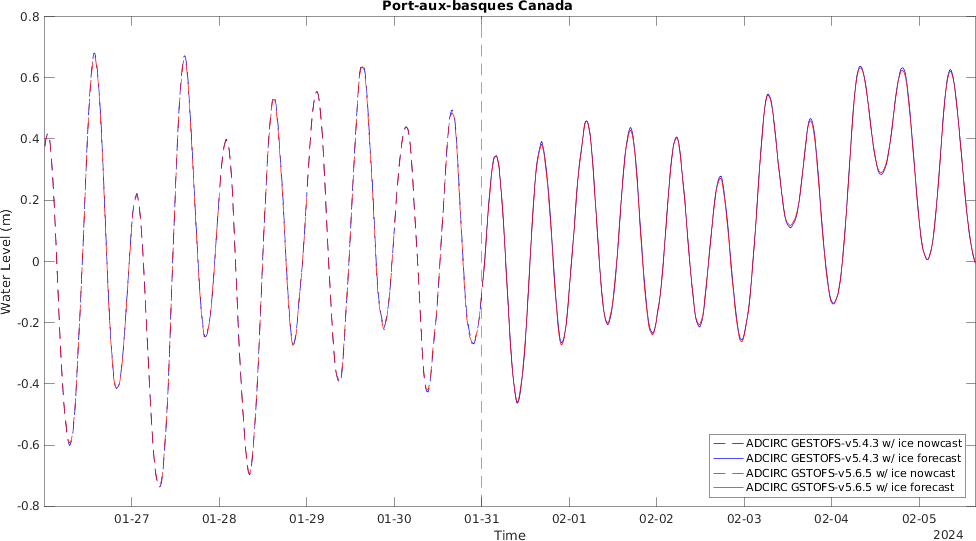 Port-aux-basques Canada
0.8
0.6
0.4
0.2
0
-0.2
-0.4
-0.6
-0.8
Water Level (m)
ADCIRC GESTOFS-v5.4.3 w/ ice nowcast
ADCIRC GESTOFS-v5.4.3 w/ ice forecast
ADCIRC GSTOFS-v5.6.5 w/ ice nowcast
ADCIRC GSTOFS-v5.6.5 w/ ice forecast
01-27 01-28 01-29 01-30 01-31 02-01 02-02 02-03 02-04 02-05
Time
2024